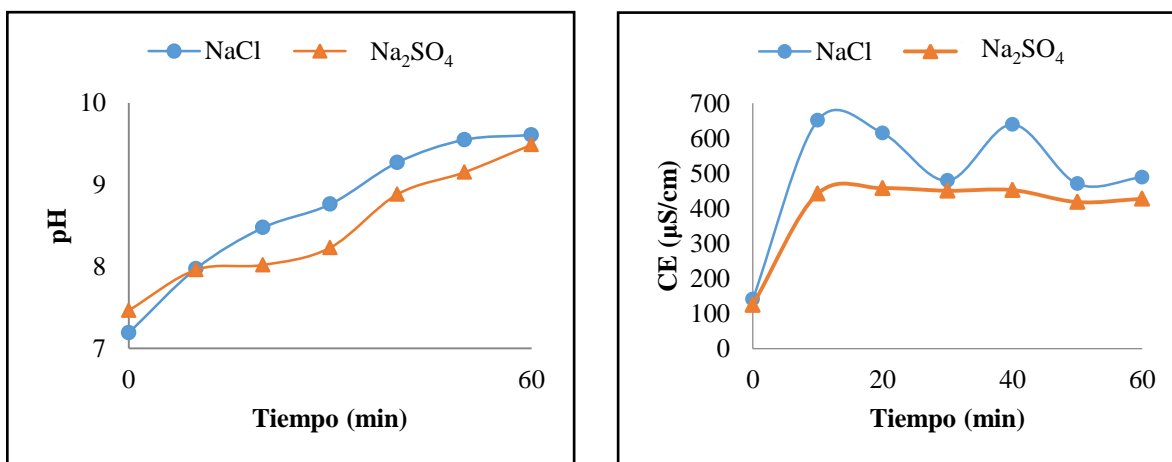 NaCl Na₂SO₄
10
9
8
7
pH
0 60
Tiempo (min)
NaCl Na₂SO₄
700
600
500
400
300
200
100
0
CE (µS/cm)
0 20 40 60
Tiempo (min)